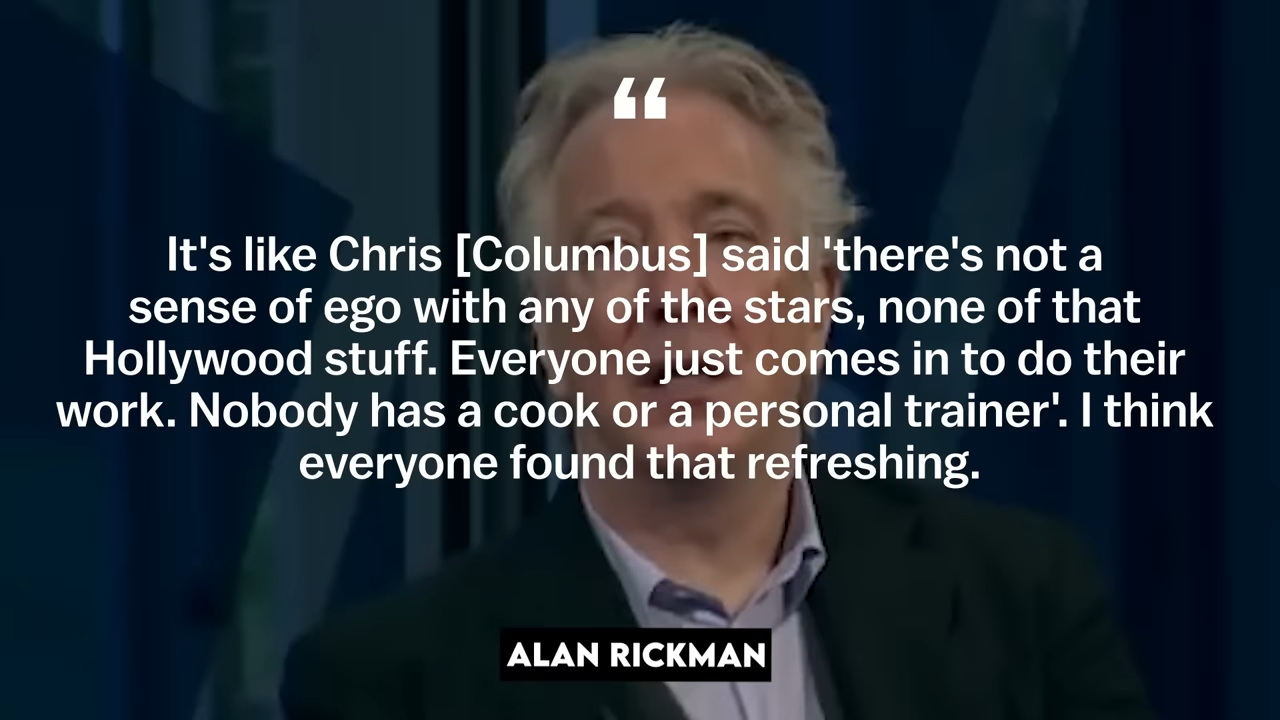 “
It's like Chris [Columbus] said 'there's not a
sense of ego with any of the stars, none of that
Hollywood stuff. Everyone just comes in to do their
work. Nobody has a cook or a personal trainer'. I think
everyone found that refreshing.
ALAN RICKMAN